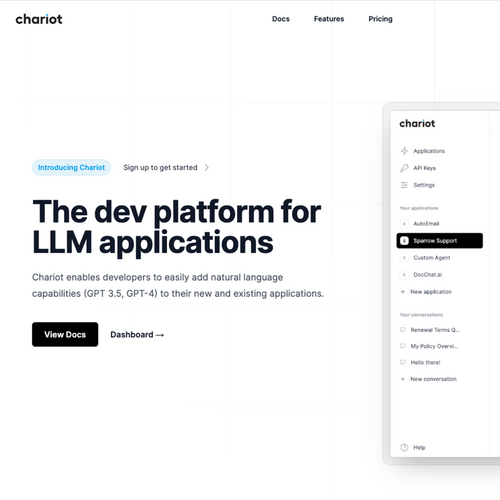 chariot
Docs Features Pricing
Introducing Chariot Sign up to get started
The dev platform for
LLM applications
Chariot enables developers to easily add natural language
capabilities (GPT 3.5, GPT-4) to their new and existing applications.
View Docs Dashboard →
chariot
Applications
API Keys
Settings
Your applications
A AutoEmail
S Sparrow Support
C Custom Agent
D DocChat.ai
+ New application
Your conversations
Renewal Terms Q...
My Policy Overvi...
Hello there!
+ New conversation
Help